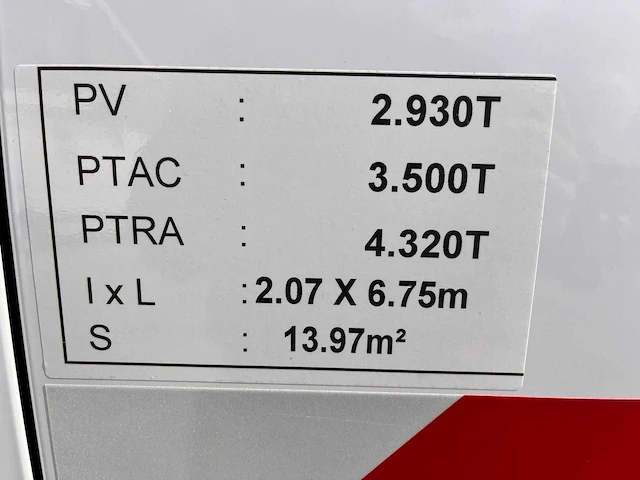 PV : 2.930T
PTAC : 3.500T
PTRA : 4.320T
l x L : 2.07 X 6.75m
S : 13.97m²